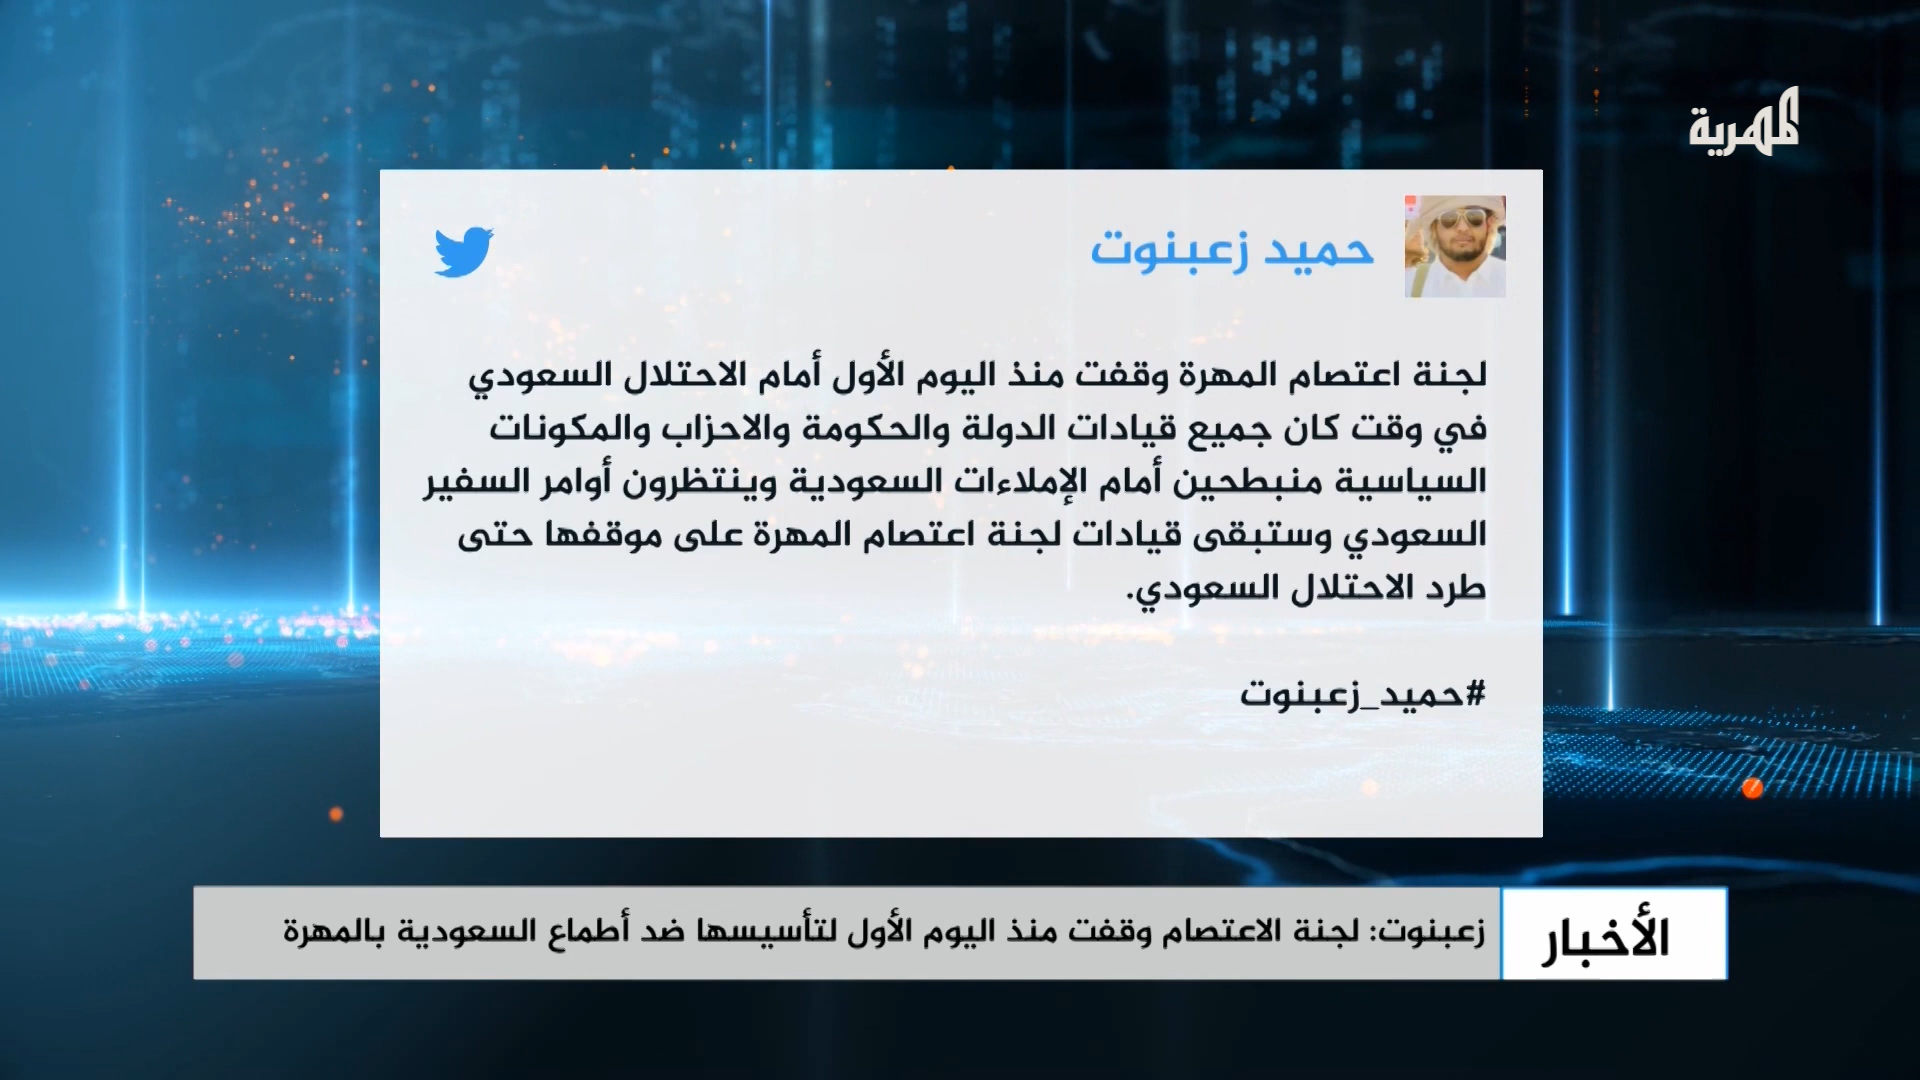 المهرية
حميد زعبنوت
لجنة اعتصام المهرة وقفت منذ اليوم الأول أمام الاحتلال السعودي
في وقت كان جميع قيادات الدولة والحكومة والاحزاب والمكونات
السياسية منبطحين أمام الإملاءات السعودية وينتظرون أوامر السفير
السعودي وستبقى قيادات لجنة اعتصام المهرة على موقفها حتى
طرد الاحتلال السعودي.
#حميد_زعبنوت
الأخبار
زعبنوت: لجنة الاعتصام وقفت منذ اليوم الأول لتأسيسها ضد أطماع السعودية بالمهرة